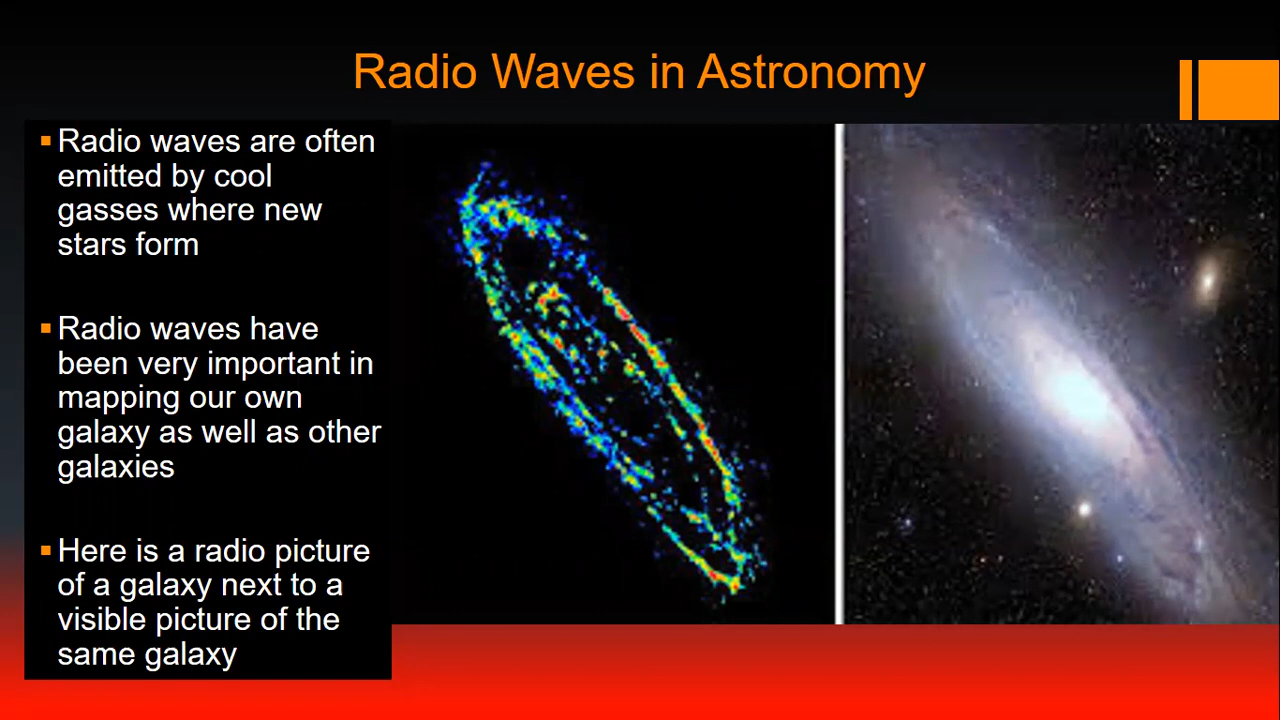 Radio Waves in Astronomy
▪ Radio waves are often
emitted by cool
gasses where new
stars form
▪ Radio waves have
been very important in
mapping our own
galaxy as well as other
galaxies
▪ Here is a radio picture
of a galaxy next to a
visible picture of the
same galaxy